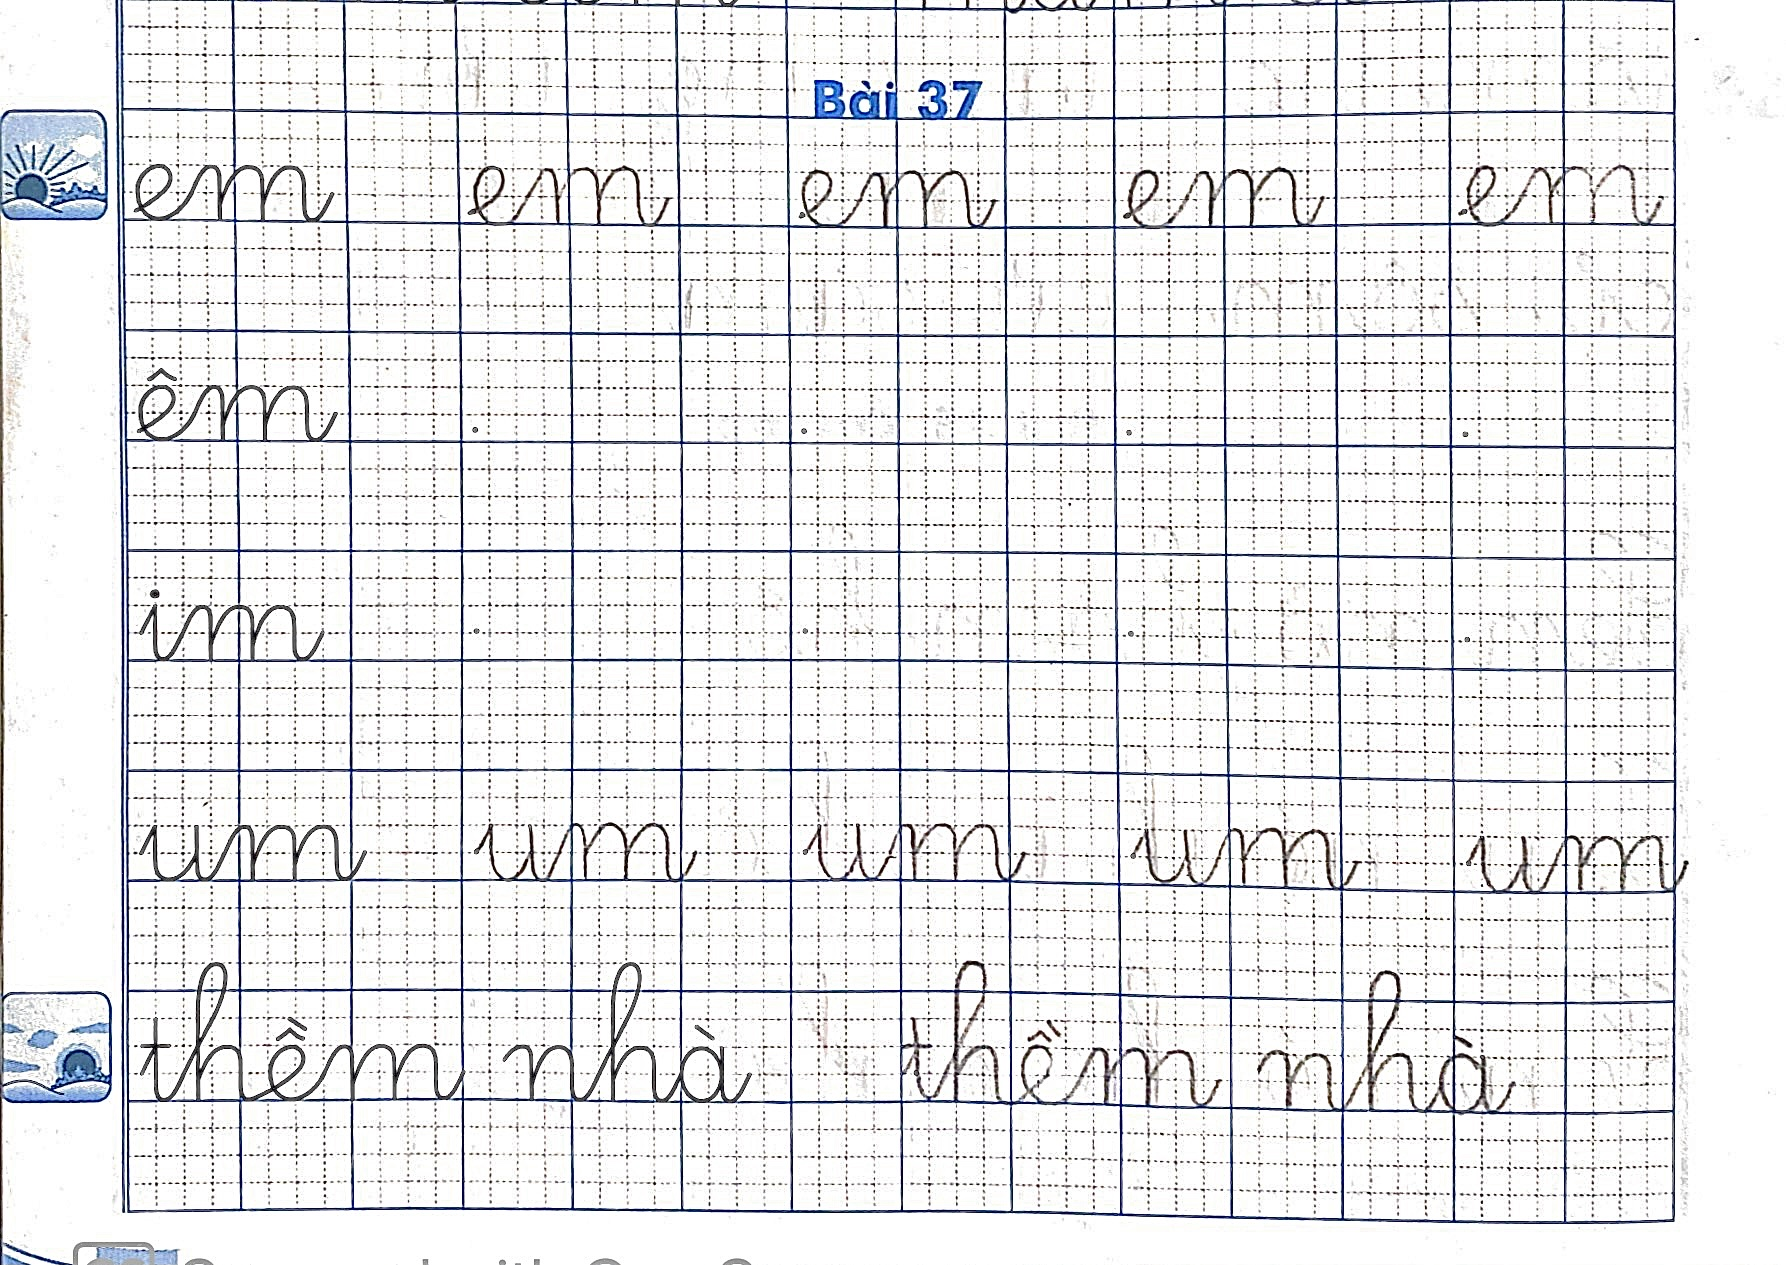 Bài 37
em em em em em
êm
im
um um um um um
thềm nhà thềm nhà